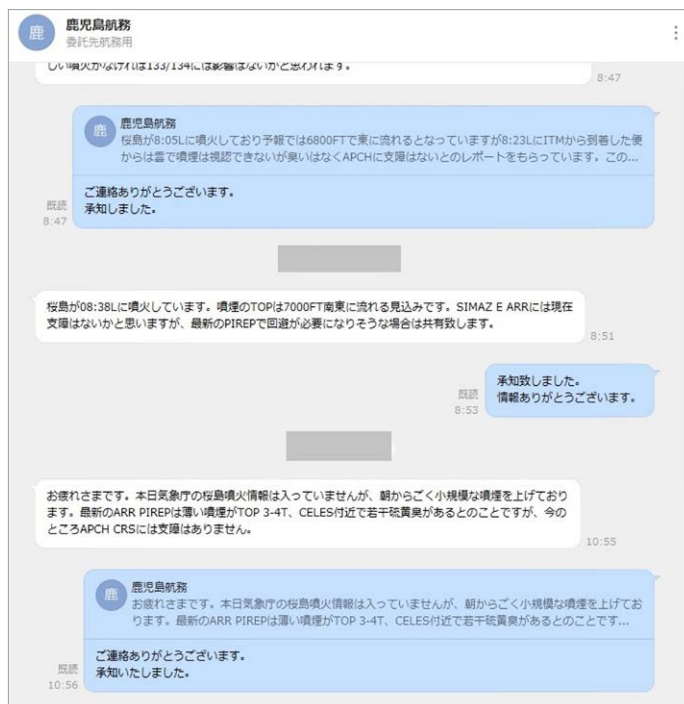 鹿
鹿児島航務
委託先航務用
しい噴火がなければ133/134には影響はないかと思われます。
8:47
鹿
鹿児島航務
桜島が8:05Lに噴火しており予報では6800FTで東に流れるとなっていますが8:23LにITMから到着した便
からは雲で噴煙は視認できないが臭いはなくAPCHに支障はないとのレポートをもらっています。この...
ご連絡ありがとうございます。
承知しました。
既読
8:47
桜島が08:38Lに噴火しています。噴煙のTOPは7000FT南東に流れる見込みです。SIMAZ E ARRには現在
支障はないかと思いますが、最新のPIREPで回避が必要になりそうな場合は共有致します。
8:51
承知致しました。
情報ありがとうございます。
既読
8:53
お疲れさまです。本日気象庁の桜島噴火情報は入っていませんが、朝からごく小規模な噴煙を上げており
ます。最新のARR PIREPは薄い噴煙がTOP 3-4T、CELES付近で若干硫黄臭があるとのことですが、今の
ところAPCH CRSには支障はありません。
10:55
鹿
鹿児島航務
お疲れさまです。本日気象庁の桜島噴火情報は入っていませんが、朝からごく小規模な噴煙を上げてお
ります。最新のARR PIREPは薄い噴煙がTOP 3-4T、CELES付近で若干硫黄臭があるとのことです...
ご連絡ありがとうございます。
承知いたしました。
既読
10:56